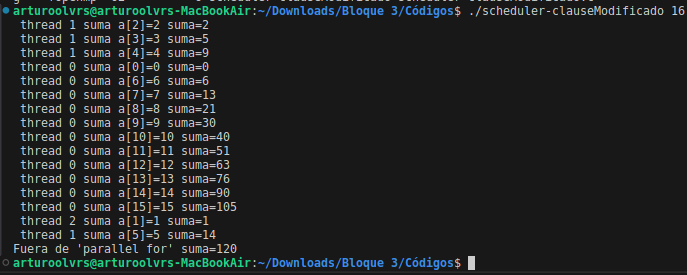 arturoolvrs@arturoolvrs-MacBookAir:~/Downloads/Bloque 3/Códigos$ ./scheduler-clauseModificado 16
thread 1 suma a[2]=2 suma=2
thread 1 suma a[3]=3 suma=5
thread 1 suma a[4]=4 suma=9
thread 0 suma a[0]=0 suma=0
thread 0 suma a[6]=6 suma=6
thread 0 suma a[7]=7 suma=13
thread 0 suma a[8]=8 suma=21
thread 0 suma a[9]=9 suma=30
thread 0 suma a[10]=10 suma=40
thread 0 suma a[11]=11 suma=51
thread 0 suma a[12]=12 suma=63
thread 0 suma a[13]=13 suma=76
thread 0 suma a[14]=14 suma=90
thread 0 suma a[15]=15 suma=105
thread 2 suma a[1]=1 suma=1
thread 1 suma a[5]=5 suma=14
Fuera de 'parallel for' suma=120
arturoolvrs@arturoolvrs-MacBookAir:~/Downloads/Bloque 3/Códigos$